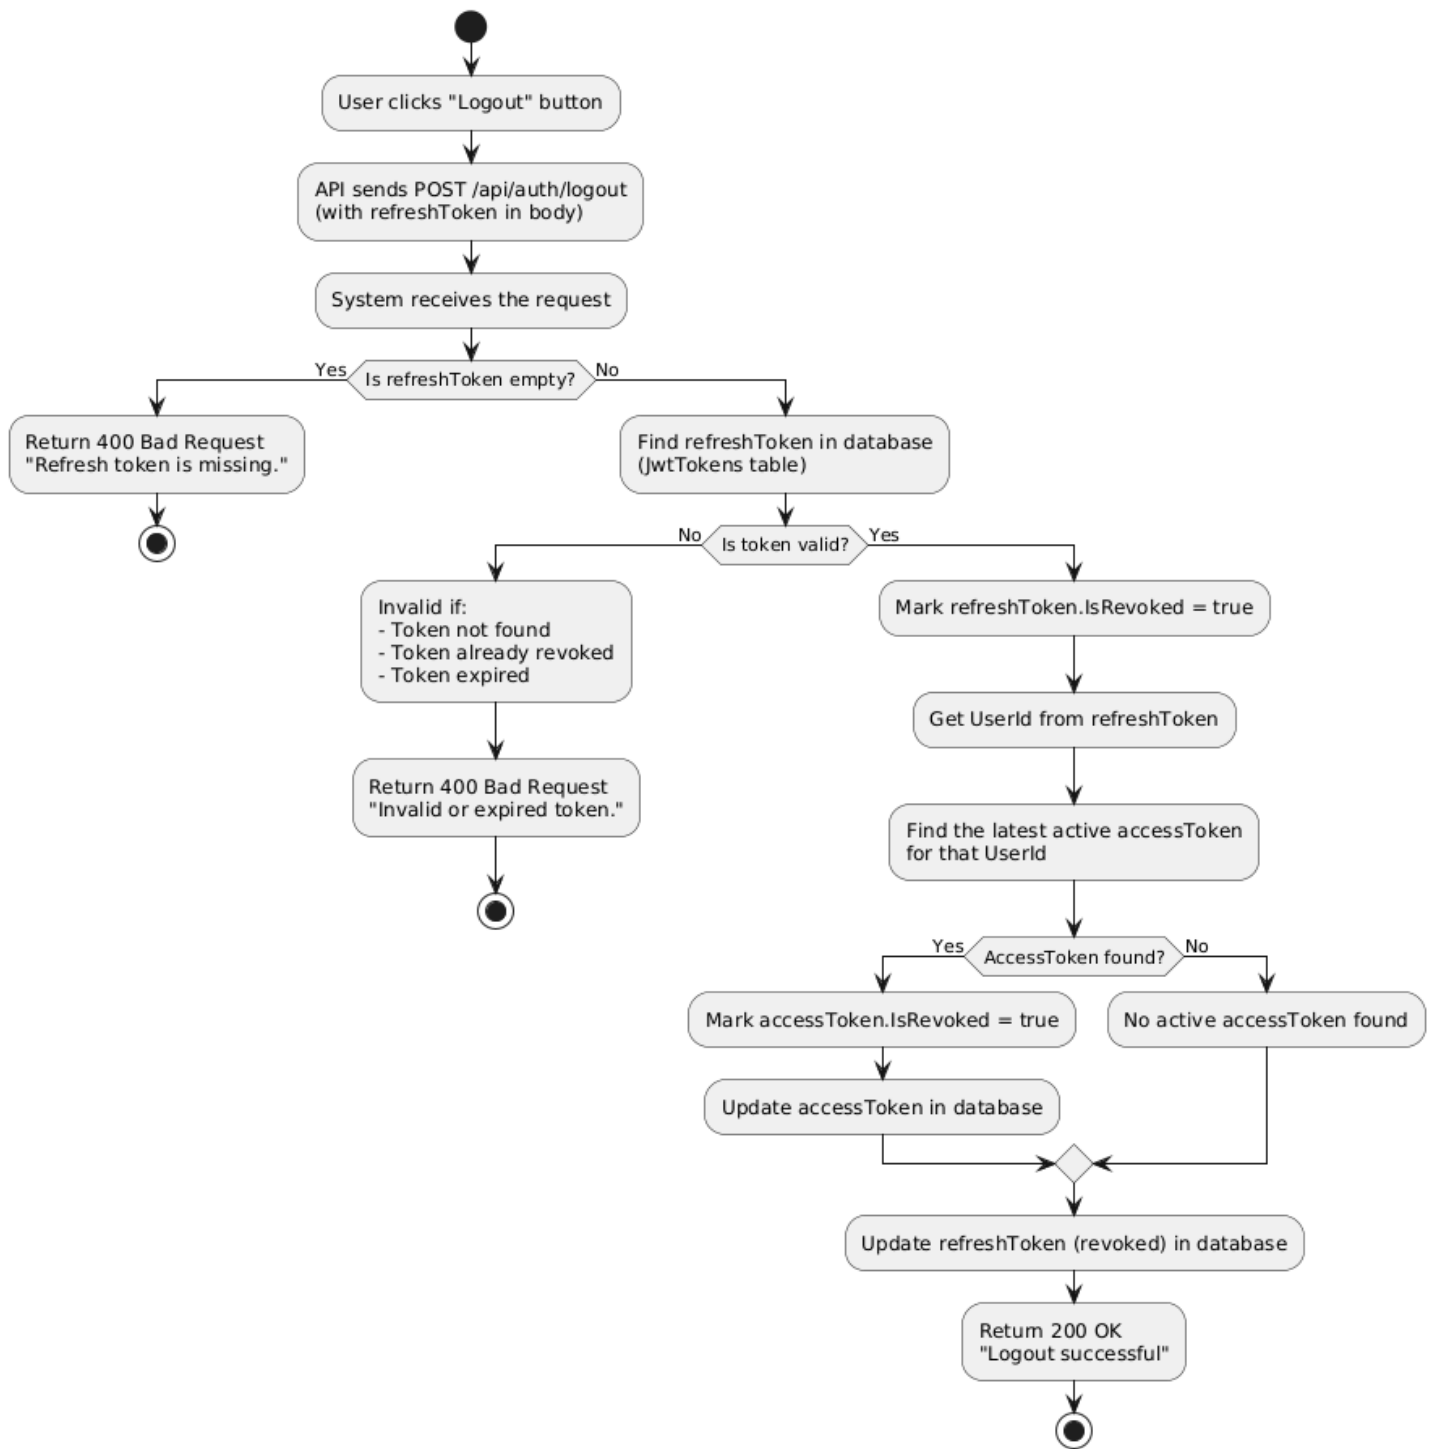 User clicks "Logout" button
API sends POST /api/auth/logout
(with refreshToken in body)
System receives the request
Yes
Is refreshToken empty?
No
Return 400 Bad Request
"Refresh token is missing."
Find refreshToken in database
(JwtTokens table)
No
Is token valid?
Yes
Invalid if:
- Token not found
- Token already revoked
- Token expired
Return 400 Bad Request
"Invalid or expired token."
Mark refreshToken.IsRevoked = true
Get UserId from refreshToken
Find the latest active accessToken
for that UserId
Yes
AccessToken found?
No
Mark accessToken.IsRevoked = true
Update accessToken in database
No active accessToken found
Update refreshToken (revoked) in database
Return 200 OK
"Logout successful"